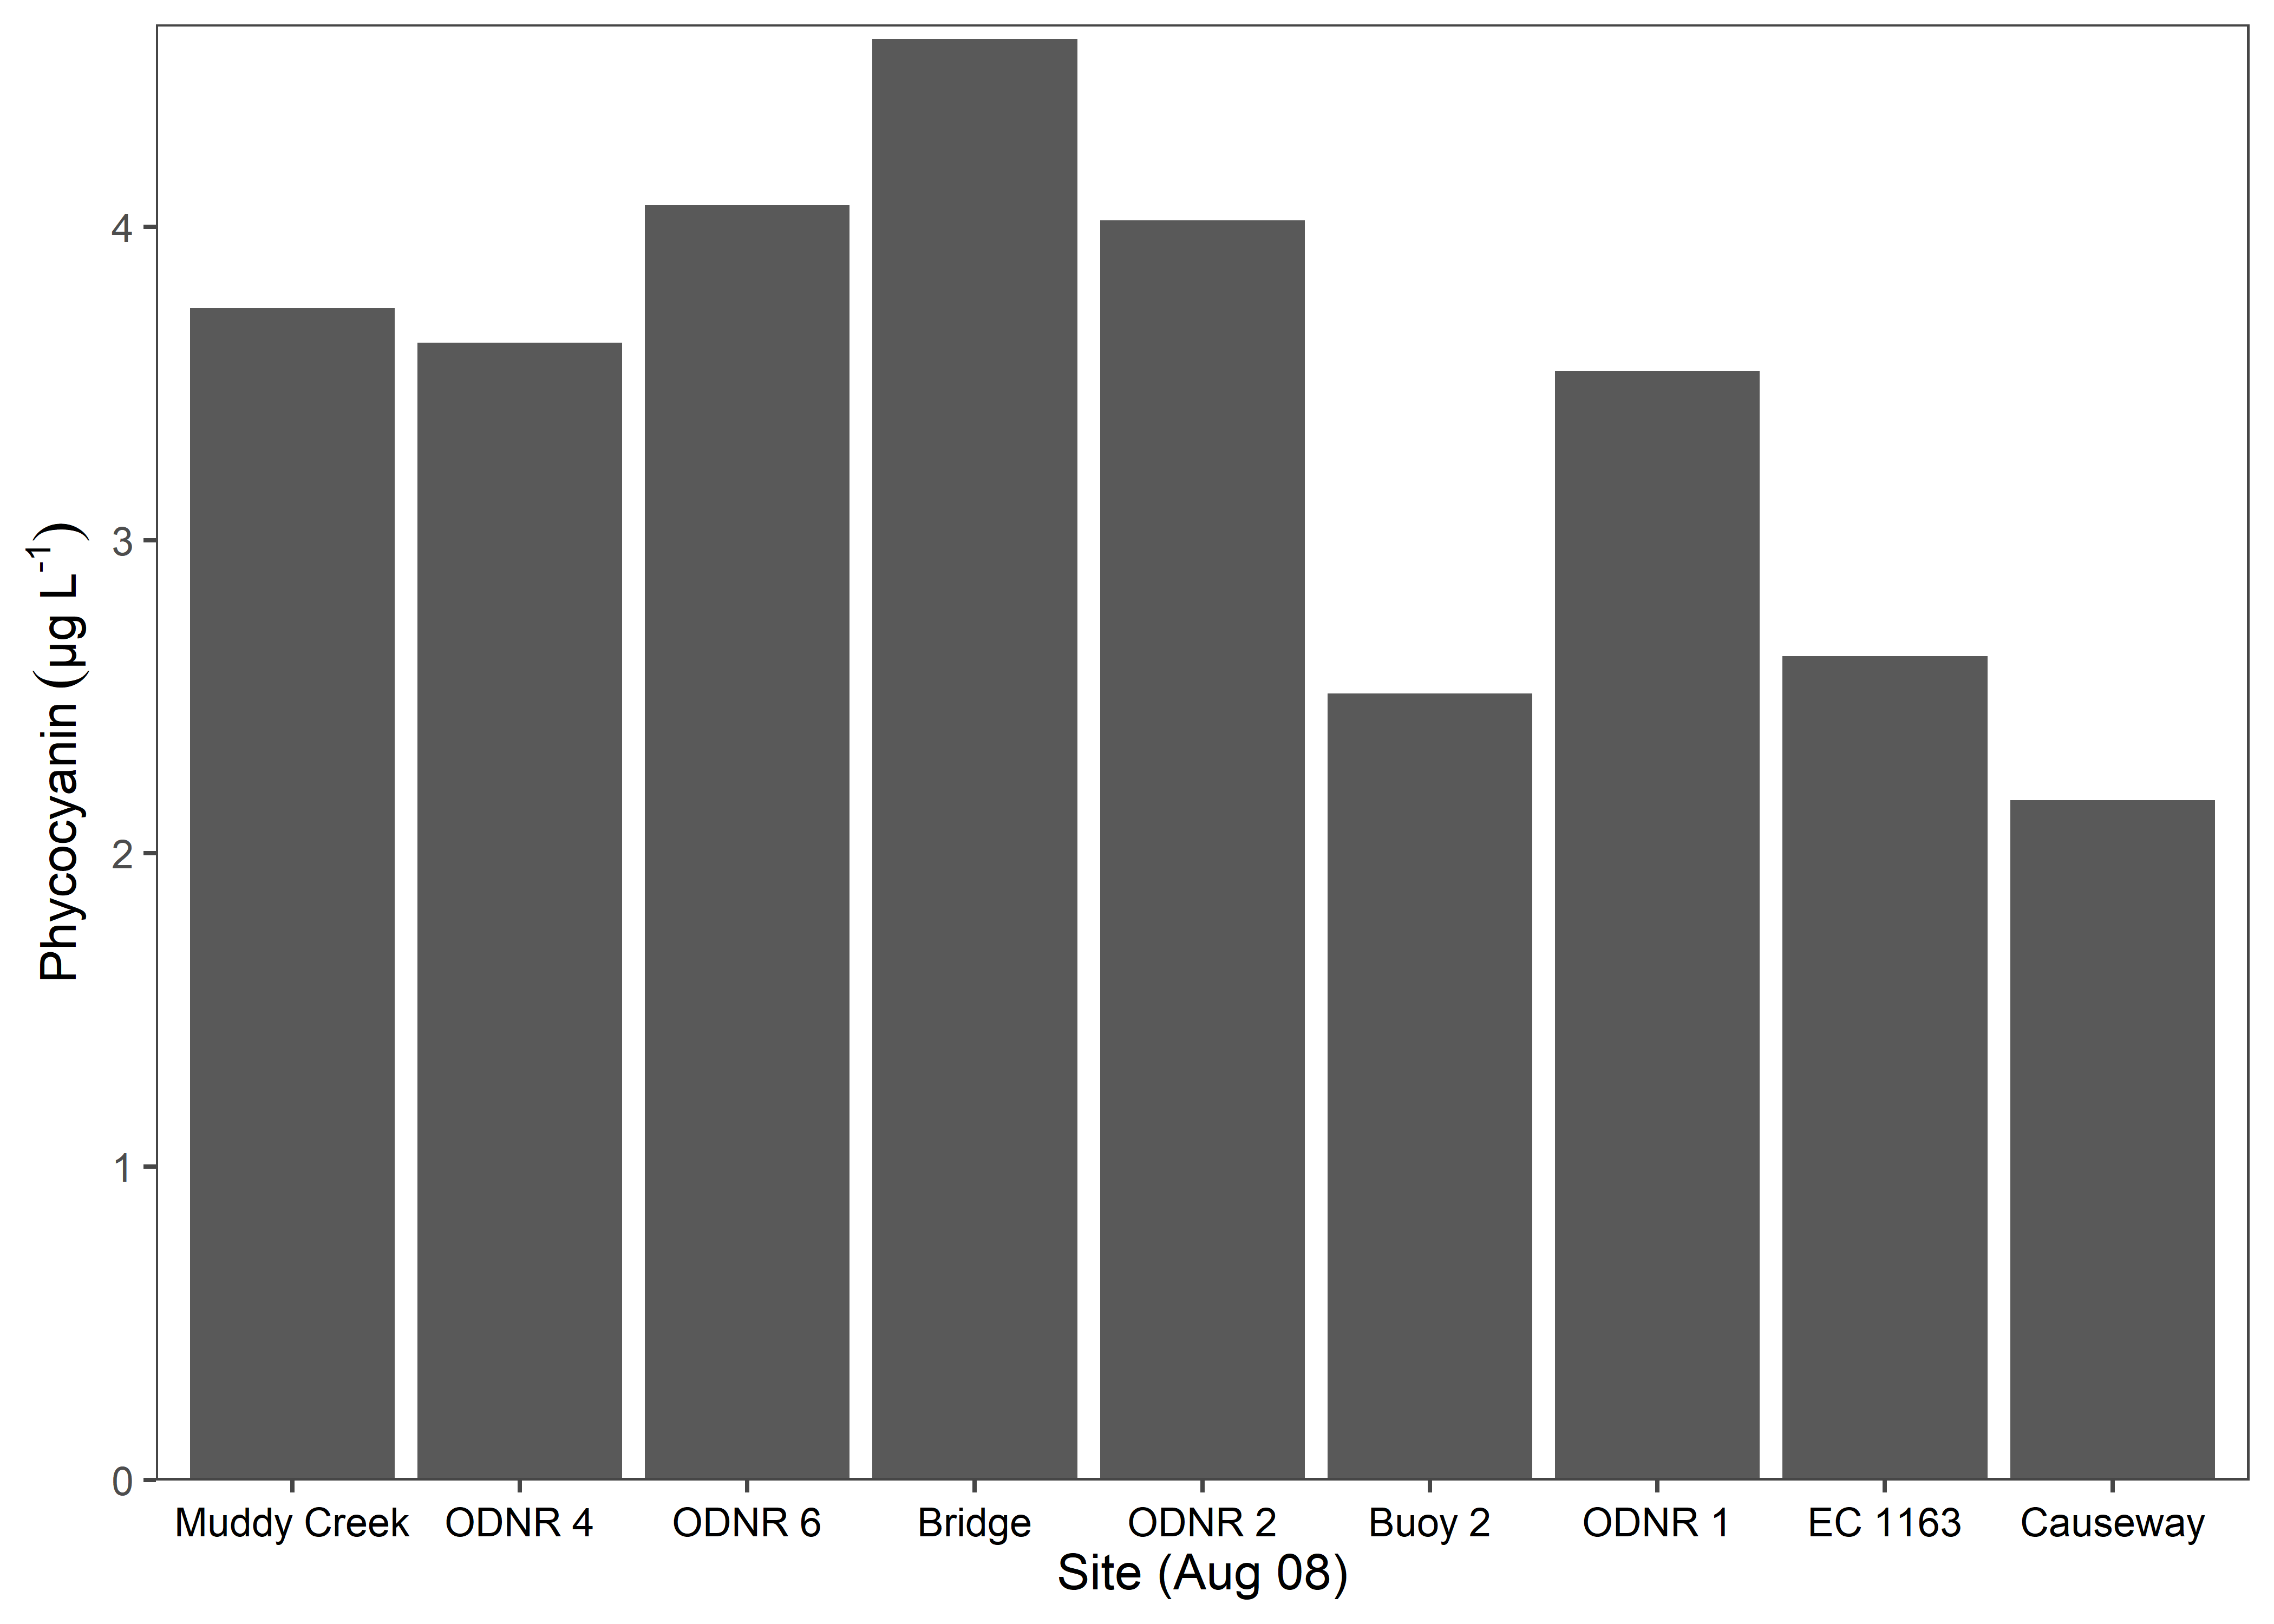 Phycocyanin (µg L⁻¹)
4
3
2
1
0
Muddy Creek ODNR 4 ODNR 6 Bridge ODNR 2 Buoy 2 ODNR 1 EC 1163 Causeway
Site (Aug 08)